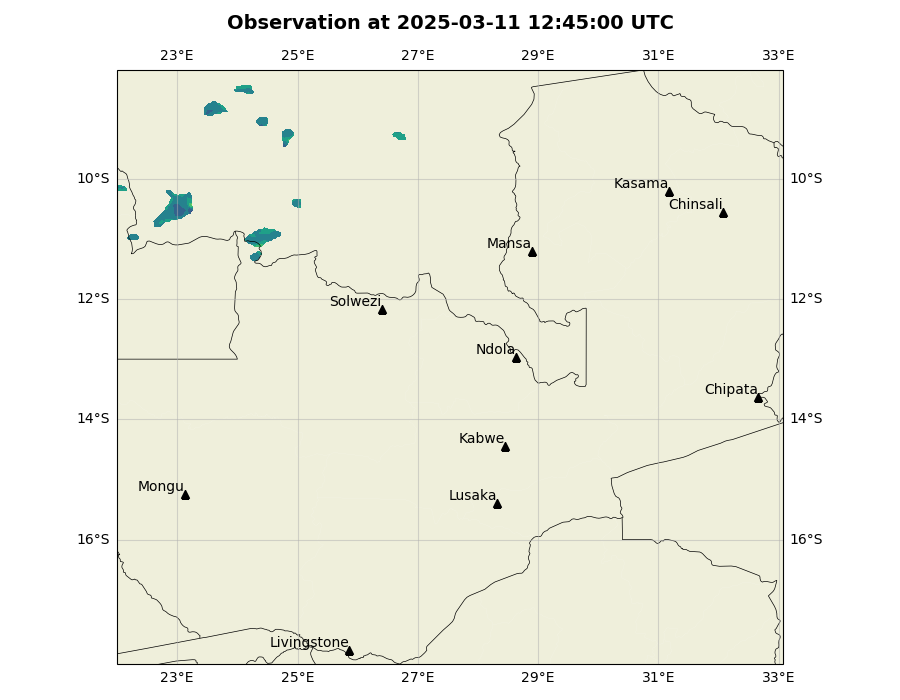 Observation at 2025-03-11 12:45:00 UTC
23°E 25°E 27°E 29°E 31°E 33°E
10°S 10°S
Kasama
Chinsali
Mansa
12°S 12°S
Solwezi
Ndola
Chipata
14°S 14°S
Kabwe
Mongu
Lusaka
16°S 16°S
Livingstone
23°E 25°E 27°E 29°E 31°E 33°E